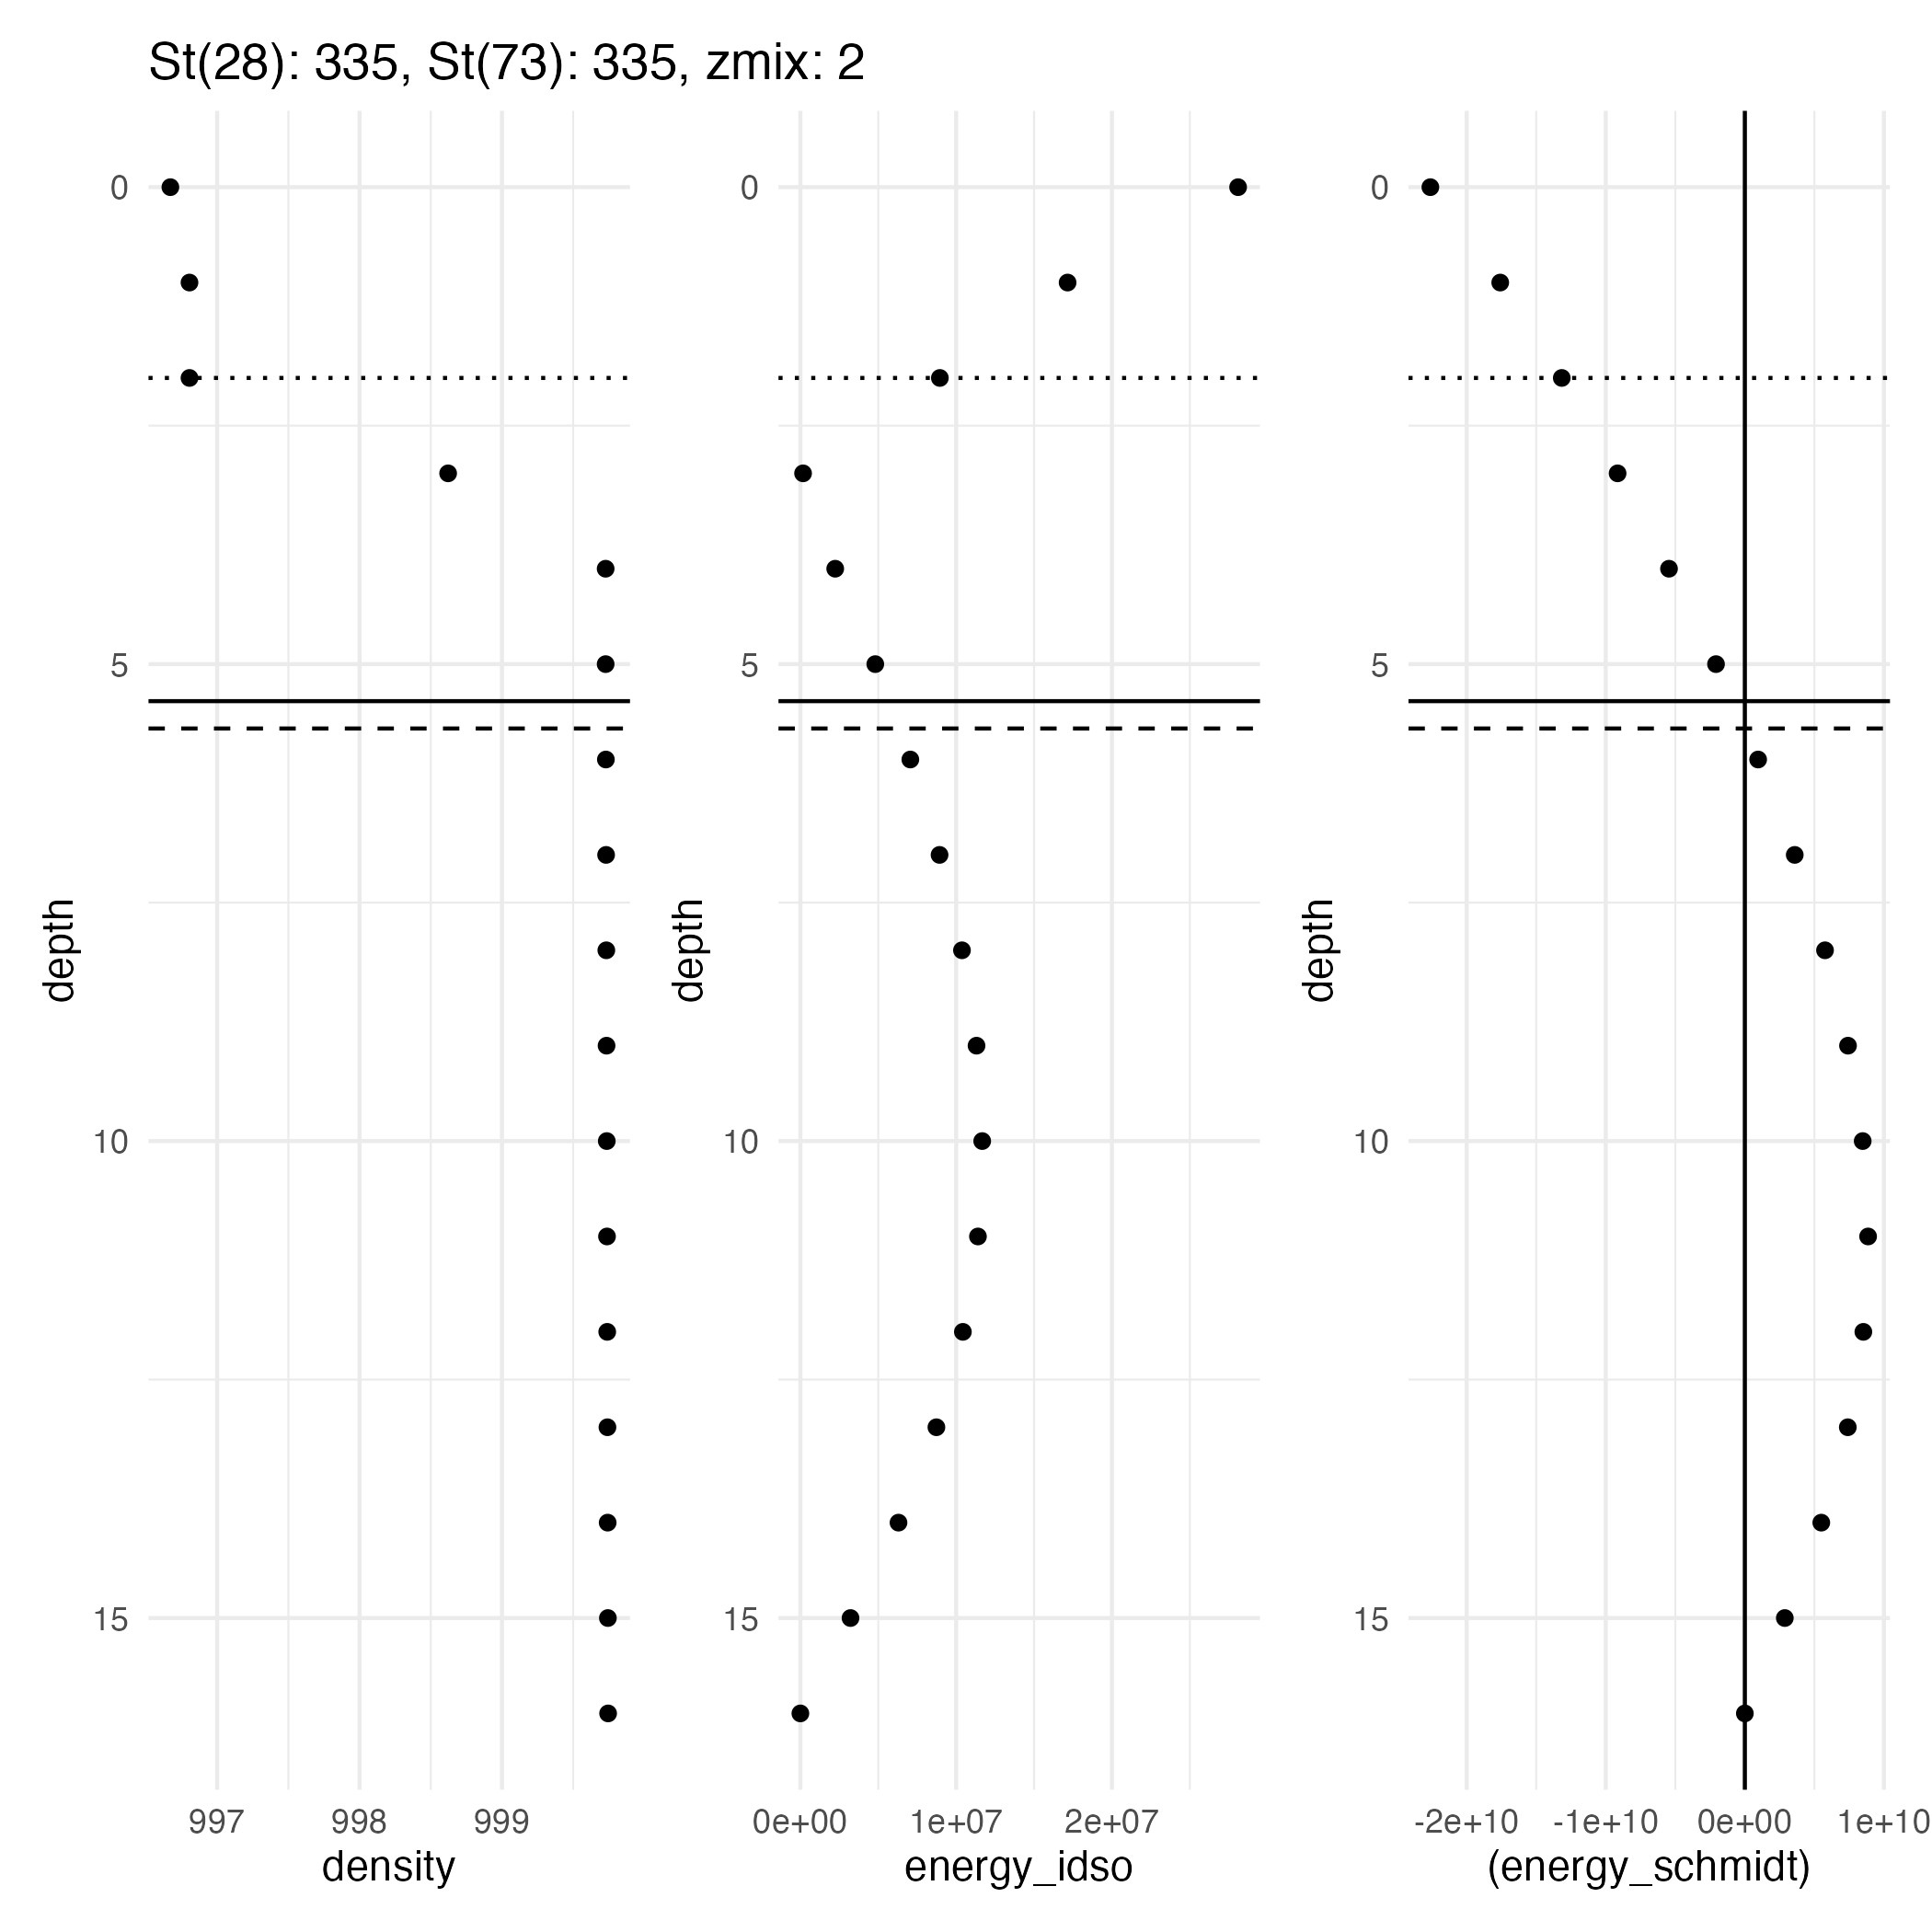 St(28): 335, St(73): 335, zmix: 2
depth
0
5
10
15
997 998 999
density
depth
0
5
10
15
0e+00 1e+07 2e+07
energy_idso
depth
0
5
10
15
-2e+10 -1e+10 0e+00 1e+10
(energy_schmidt)